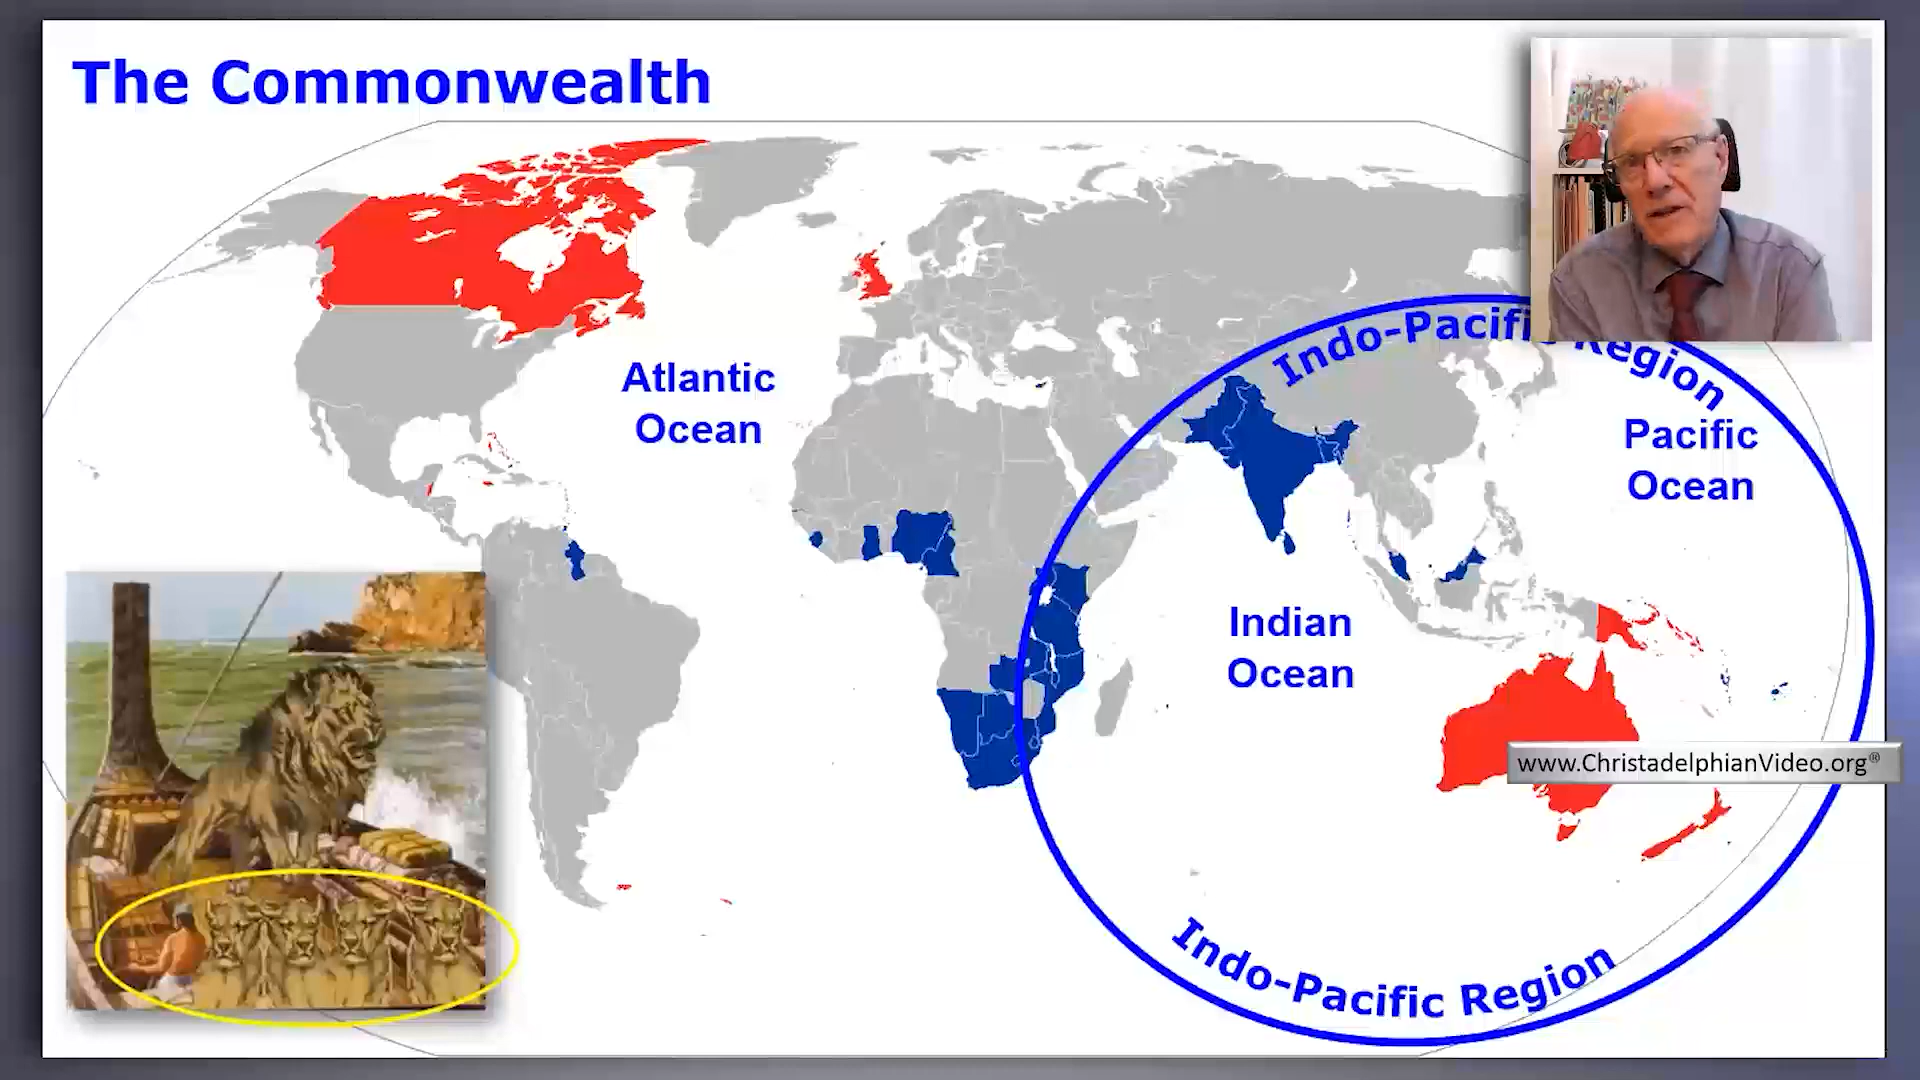 The Commonwealth
Indo-Pacific Region
Atlantic
Ocean
Pacific
Ocean
Indian
Ocean
www.ChristadelphianVideo.org®
Indo-Pacific Region